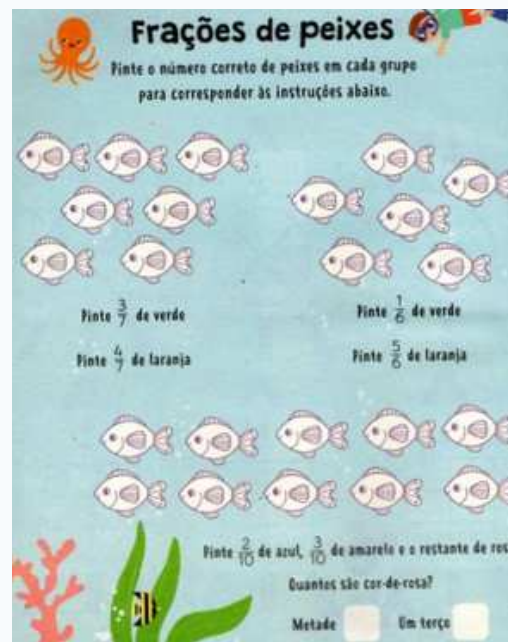 Frações de peixes
Pinte o número correto de peixes em cada grupo
para corresponder às instruções abaixo.
Pinte 3/7 de verde
Pinte 4/7 de laranja
Pinte 1/6 de verde
Pinte 5/6 de laranja
Pinte 2/10 de azul, 3/10 de amarelo e o restante de ros
Quantos são cor-de-rosa?
Metade Um terço